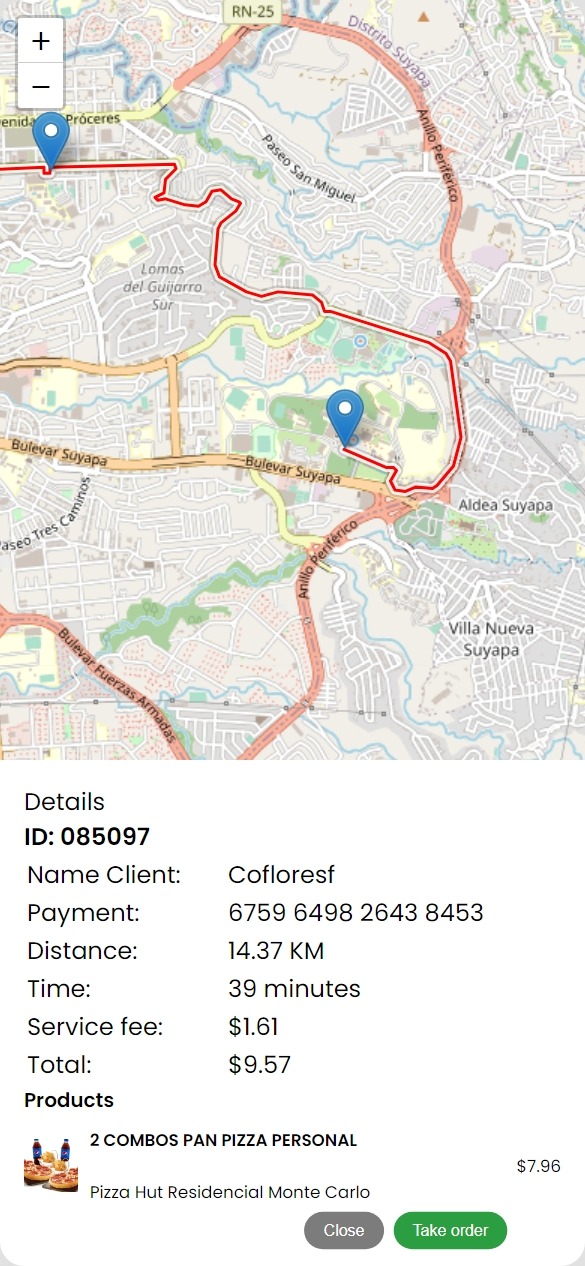 +
RN-25
Distrito Suyapa
−
enida Próceres
Anillo Periférico
Paseo San Miguel
Lomas
del Guijarro
Sur
Bulevar Suyapa
Bulevar Suyapa
Aldea Suyapa
aseo Tres Caminos
Anillo Periférico
Villa Nueva
Suyapa
Bulevar Fuerzas Armadas
Details
ID: 085097
Name Client: Cofloresf
Payment: 6759 6498 2643 8453
Distance: 14.37 KM
Time: 39 minutes
Service fee: $1.61
Total: $9.57
Products
2 COMBOS PAN PIZZA PERSONAL
$7.96
Pizza Hut Residencial Monte Carlo
Close Take order